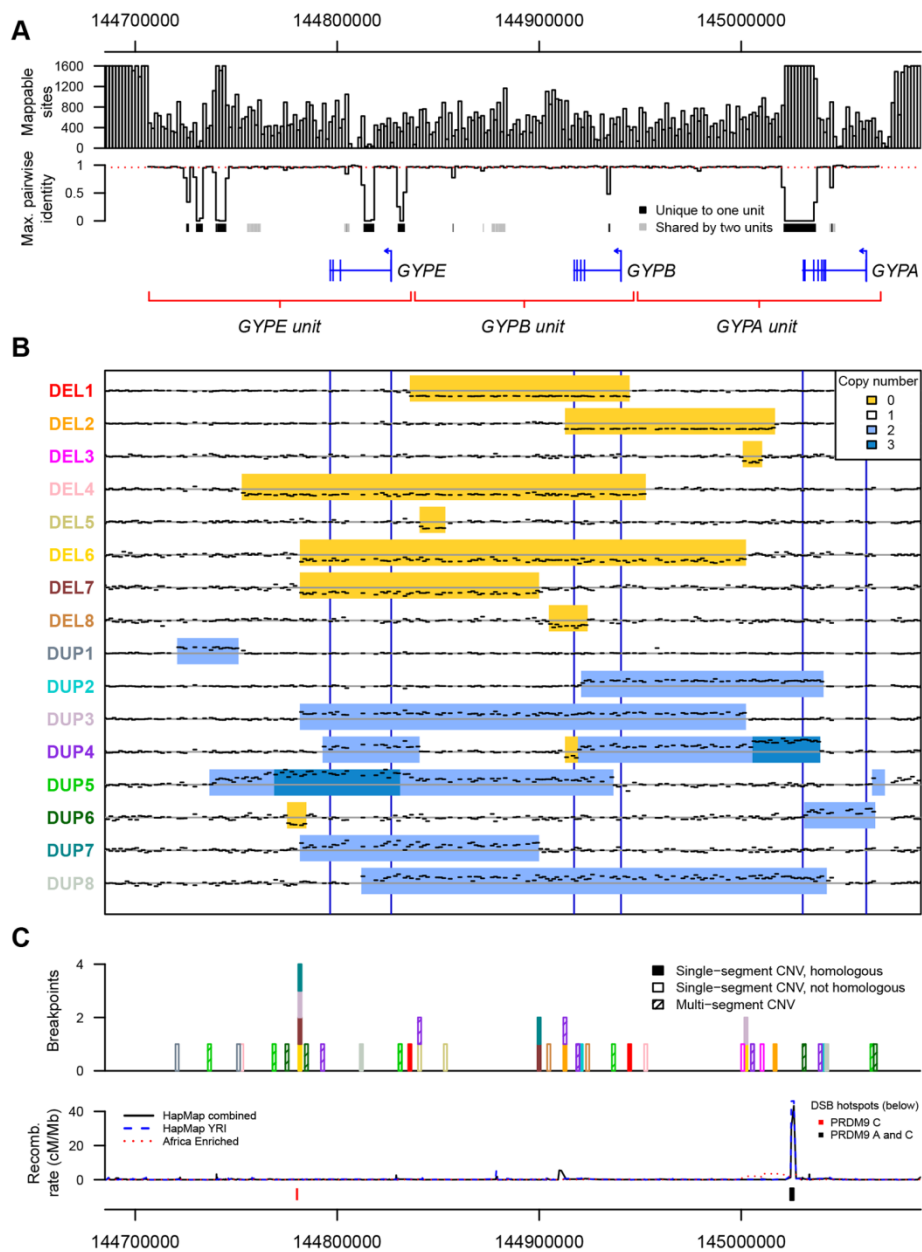 144700000 144800000 144900000 145000000
A
Mappable sites
1600
1200
800
400
0
Max. pairwise identity
1
0.5
0
Unique to one unit
Shared by two units
GYPE GYPB GYPA
GYPE unit GYPB unit GYPA unit
B
Copy number
0
1
2
3
DEL1
DEL2
DEL3
DEL4
DEL5
DEL6
DEL7
DEL8
DUP1
DUP2
DUP3
DUP4
DUP5
DUP6
DUP7
DUP8
C
Breakpoints
4
2
0
Single−segment CNV, homologous
Single−segment CNV, not homologous
Multi−segment CNV
Recomb. rate (cM/Mb)
40
20
0
HapMap combined
HapMap YRI
Africa Enriched
DSB hotspots (below)
PRDM9 C
PRDM9 A and C
144700000 144800000 144900000 145000000